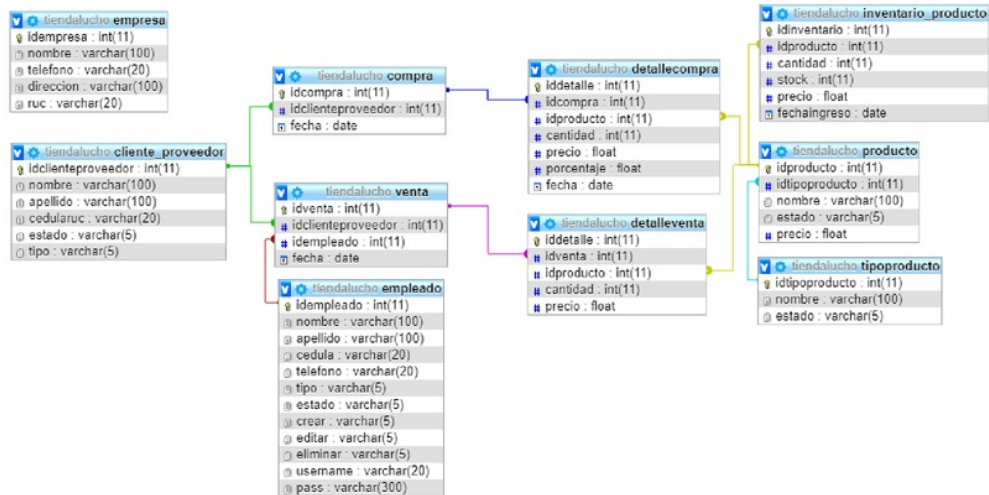 tiendalucho empresa
idempresa : int(11)
nombre : varchar(100)
telefono : varchar(20)
direccion : varchar(100)
ruc : varchar(20)
tiendalucho cliente_proveedor
idclienteproveedor : int(11)
nombre : varchar(100)
apellido : varchar(100)
cedularuc : varchar(20)
estado : varchar(5)
tipo : varchar(5)
tiendalucho compra
idcompra : int(11)
idclienteproveedor : int(11)
fecha : date
tiendalucho venta
idventa : int(11)
idclienteproveedor : int(11)
idempleado : int(11)
fecha : date
tiendalucho empleado
idempleado : int(11)
nombre : varchar(100)
apellido : varchar(100)
cedula : varchar(20)
telefono : varchar(20)
tipo : varchar(5)
estado : varchar(5)
crear : varchar(5)
editar : varchar(5)
eliminar : varchar(5)
username : varchar(20)
pass : varchar(300)
tiendalucho detallecompra
iddetalle : int(11)
idcompra : int(11)
idproducto : int(11)
cantidad : int(11)
precio : float
porcentaje : float
fecha : date
tiendalucho detalleventa
iddetalle : int(11)
idventa : int(11)
idproducto : int(11)
cantidad : int(11)
precio : float
tiendalucho inventario_producto
idinventario : int(11)
idproducto : int(11)
cantidad : int(11)
stock : int(11)
precio : float
fechaingreso : date
tiendalucho producto
idproducto : int(11)
idtipoproducto : int(11)
nombre : varchar(100)
estado : varchar(5)
precio : float
tiendalucho tipoproducto
idtipoproducto : int(11)
nombre : varchar(100)
estado : varchar(5)